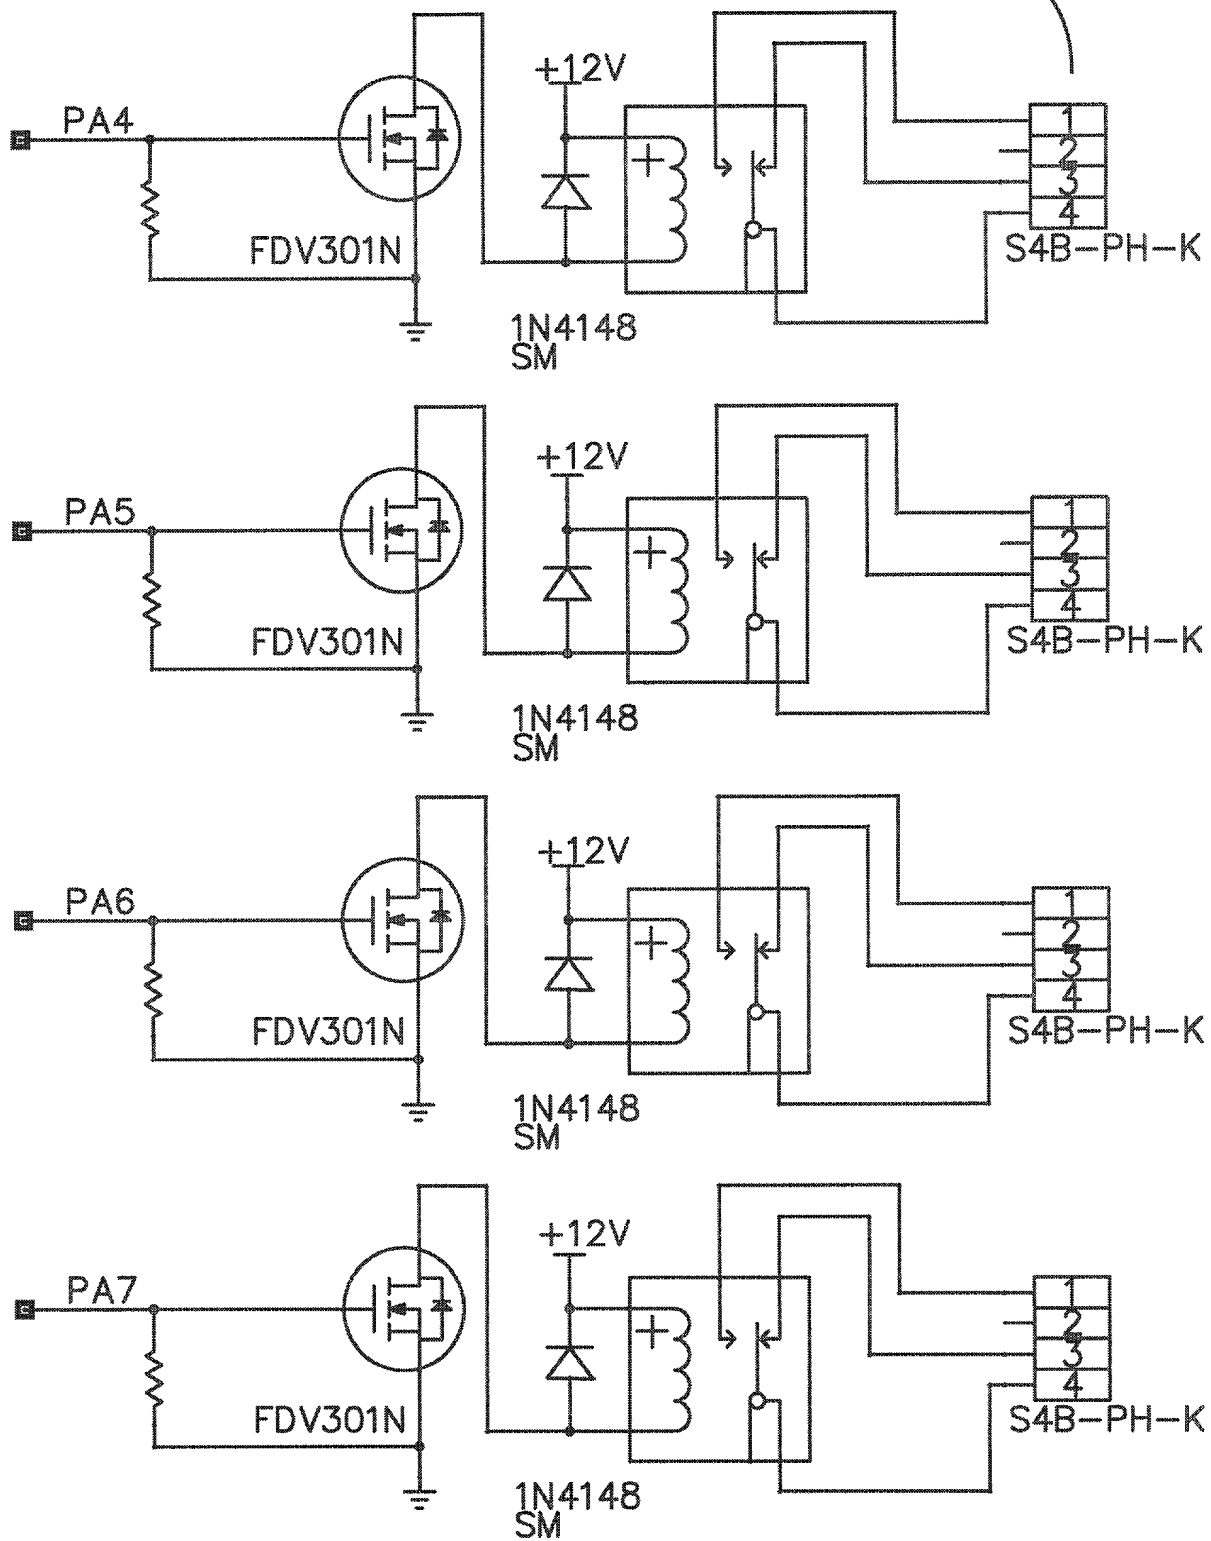 PA4
+12V
+
1
2
3
4
FDV301N
S4B-PH-K
1N4148
SM
PA5
+12V
+
1
2
3
4
FDV301N
S4B-PH-K
1N4148
SM
PA6
+12V
+
1
2
3
4
FDV301N
S4B-PH-K
1N4148
SM
PA7
+12V
+
1
2
3
4
FDV301N
S4B-PH-K
1N4148
SM